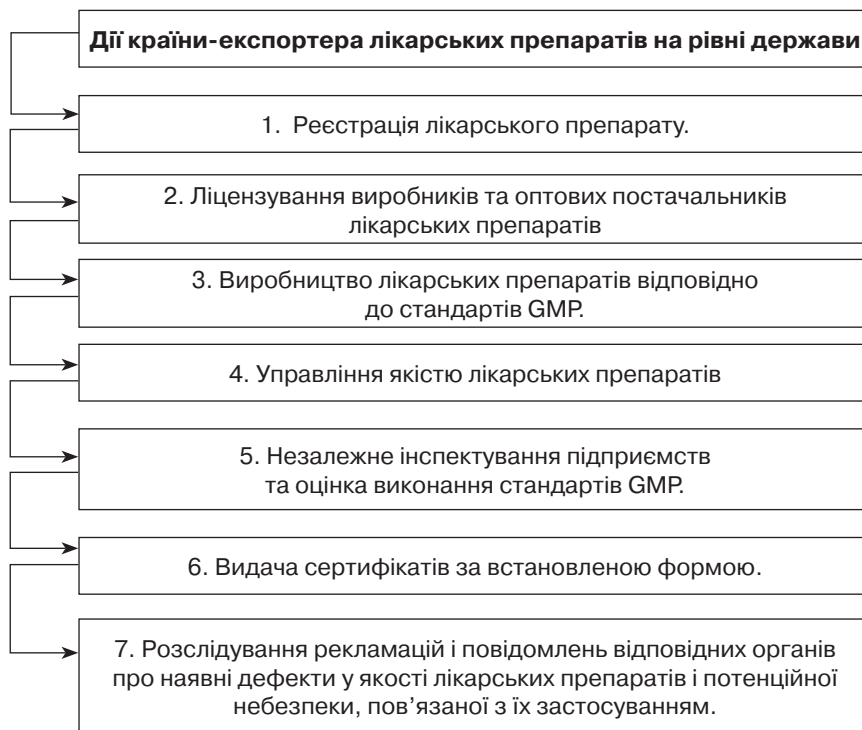 Дії країни-експортера лікарських препаратів на рівні держави
1. Реєстрація лікарського препарату.
2. Ліцензування виробників та оптових постачальників
лікарських препаратів
3. Виробництво лікарських препаратів відповідно
до стандартів GMP.
4. Управління якістю лікарських препаратів
5. Незалежне інспектування підприємств
та оцінка виконання стандартів GMP.
6. Видача сертифікатів за встановленою формою.
7. Розслідування рекламацій і повідомлень відповідних органів
про наявні дефекти у якості лікарських препаратів і потенційної
небезпеки, пов’язаної з їх застосуванням.